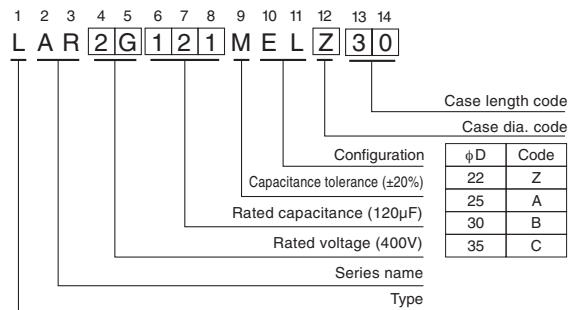 1 2 3 4 5 6 7 8 9 10 11 12 13 14
L A R 2 G 1 2 1 M E L Z 3 0
Case length code
Case dia. code
Configuration
Capacitance tolerance (±20%)
Rated capacitance (120µF)
Rated voltage (400V)
Series name
Type
ϕD Code
22 Z
25 A
30 B
35 C